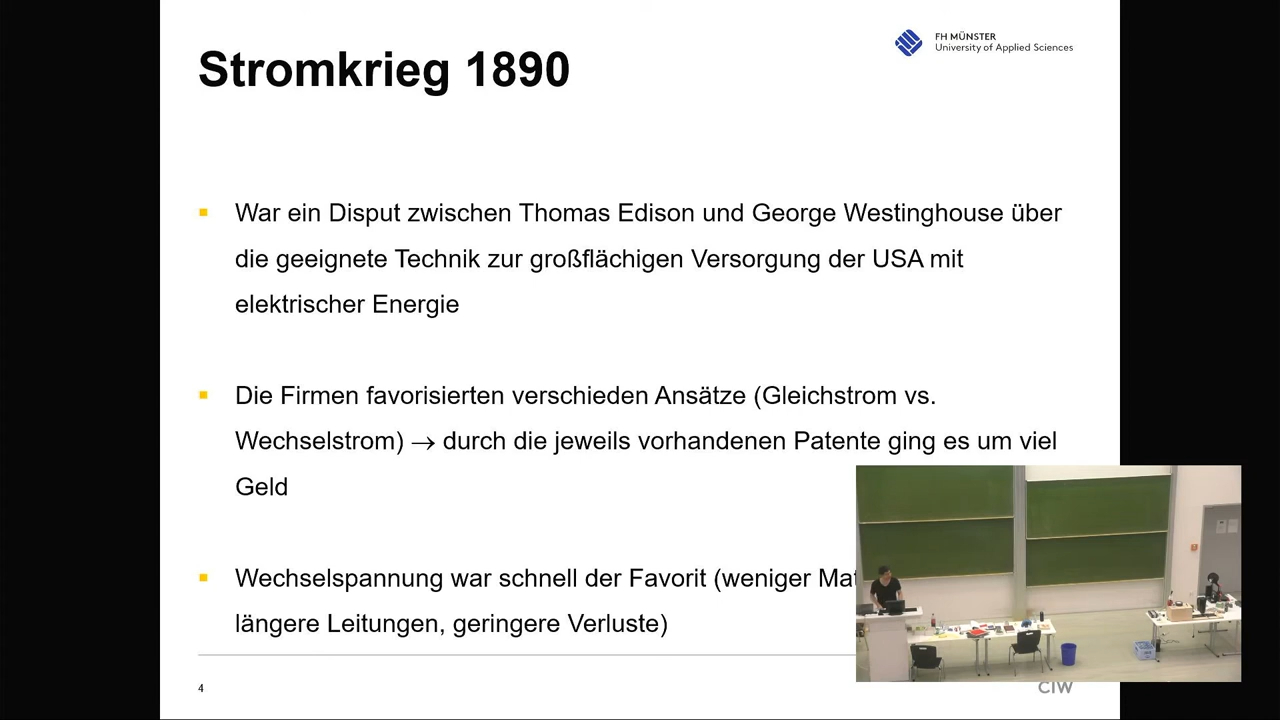 FH MÜNSTER
University of Applied Sciences
Stromkrieg 1890
War ein Disput zwischen Thomas Edison und George Westinghouse über
die geeignete Technik zur großflächigen Versorgung der USA mit
elektrischer Energie
Die Firmen favorisierten verschieden Ansätze (Gleichstrom vs.
Wechselstrom) → durch die jeweils vorhandenen Patente ging es um viel
Geld
Wechselspannung war schnell der Favorit (weniger Mat
längere Leitungen, geringere Verluste)
4
CIW